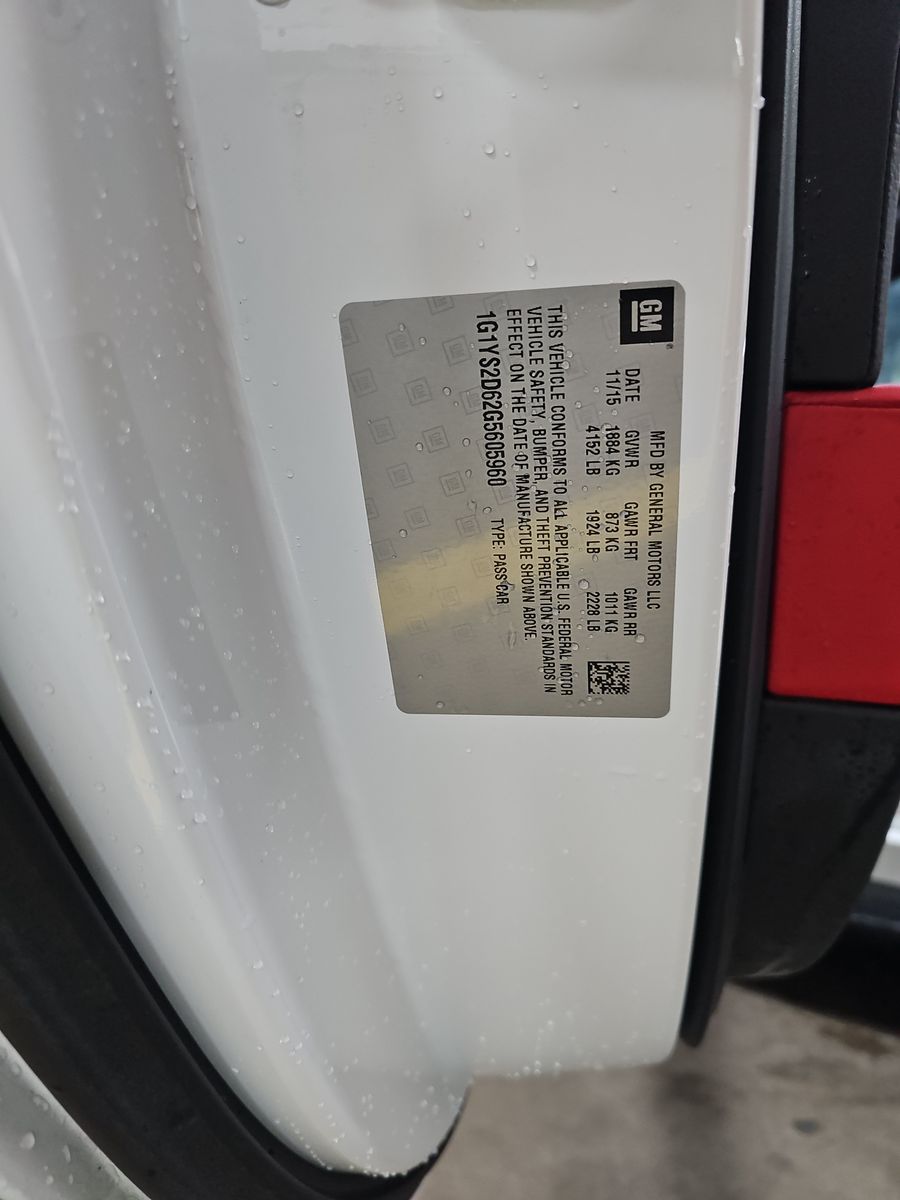 GM
MFD BY GENERAL MOTORS LLC
DATE GVWR GAWR FRT GAWR RR
11/15 1884 KG 873 KG 1011 KG
4152 LB 1924 LB 2228 LB
THIS VEHICLE CONFORMS TO ALL APPLICABLE U.S. FEDERAL MOTOR
VEHICLE SAFETY, BUMPER, AND THEFT PREVENTION STANDARDS IN
EFFECT ON THE DATE OF MANUFACTURE SHOWN ABOVE.
1G1YS2D62G5605960 TYPE: PASS CAR